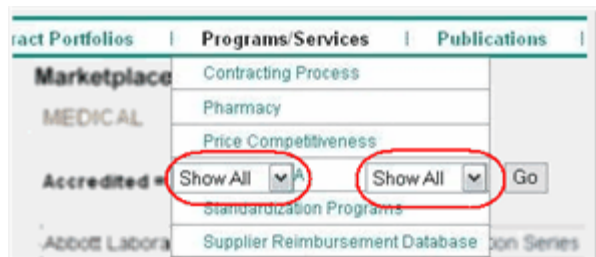 ract Portfolios | Programs/Services | Publications |
Marketplace Contracting Process
MEDICAL Pharmacy
Price Competitiveness
Accredited = Show All A Show All Go
Standardization Programs
Abbott Labora Supplier Reimbursement Database on Series